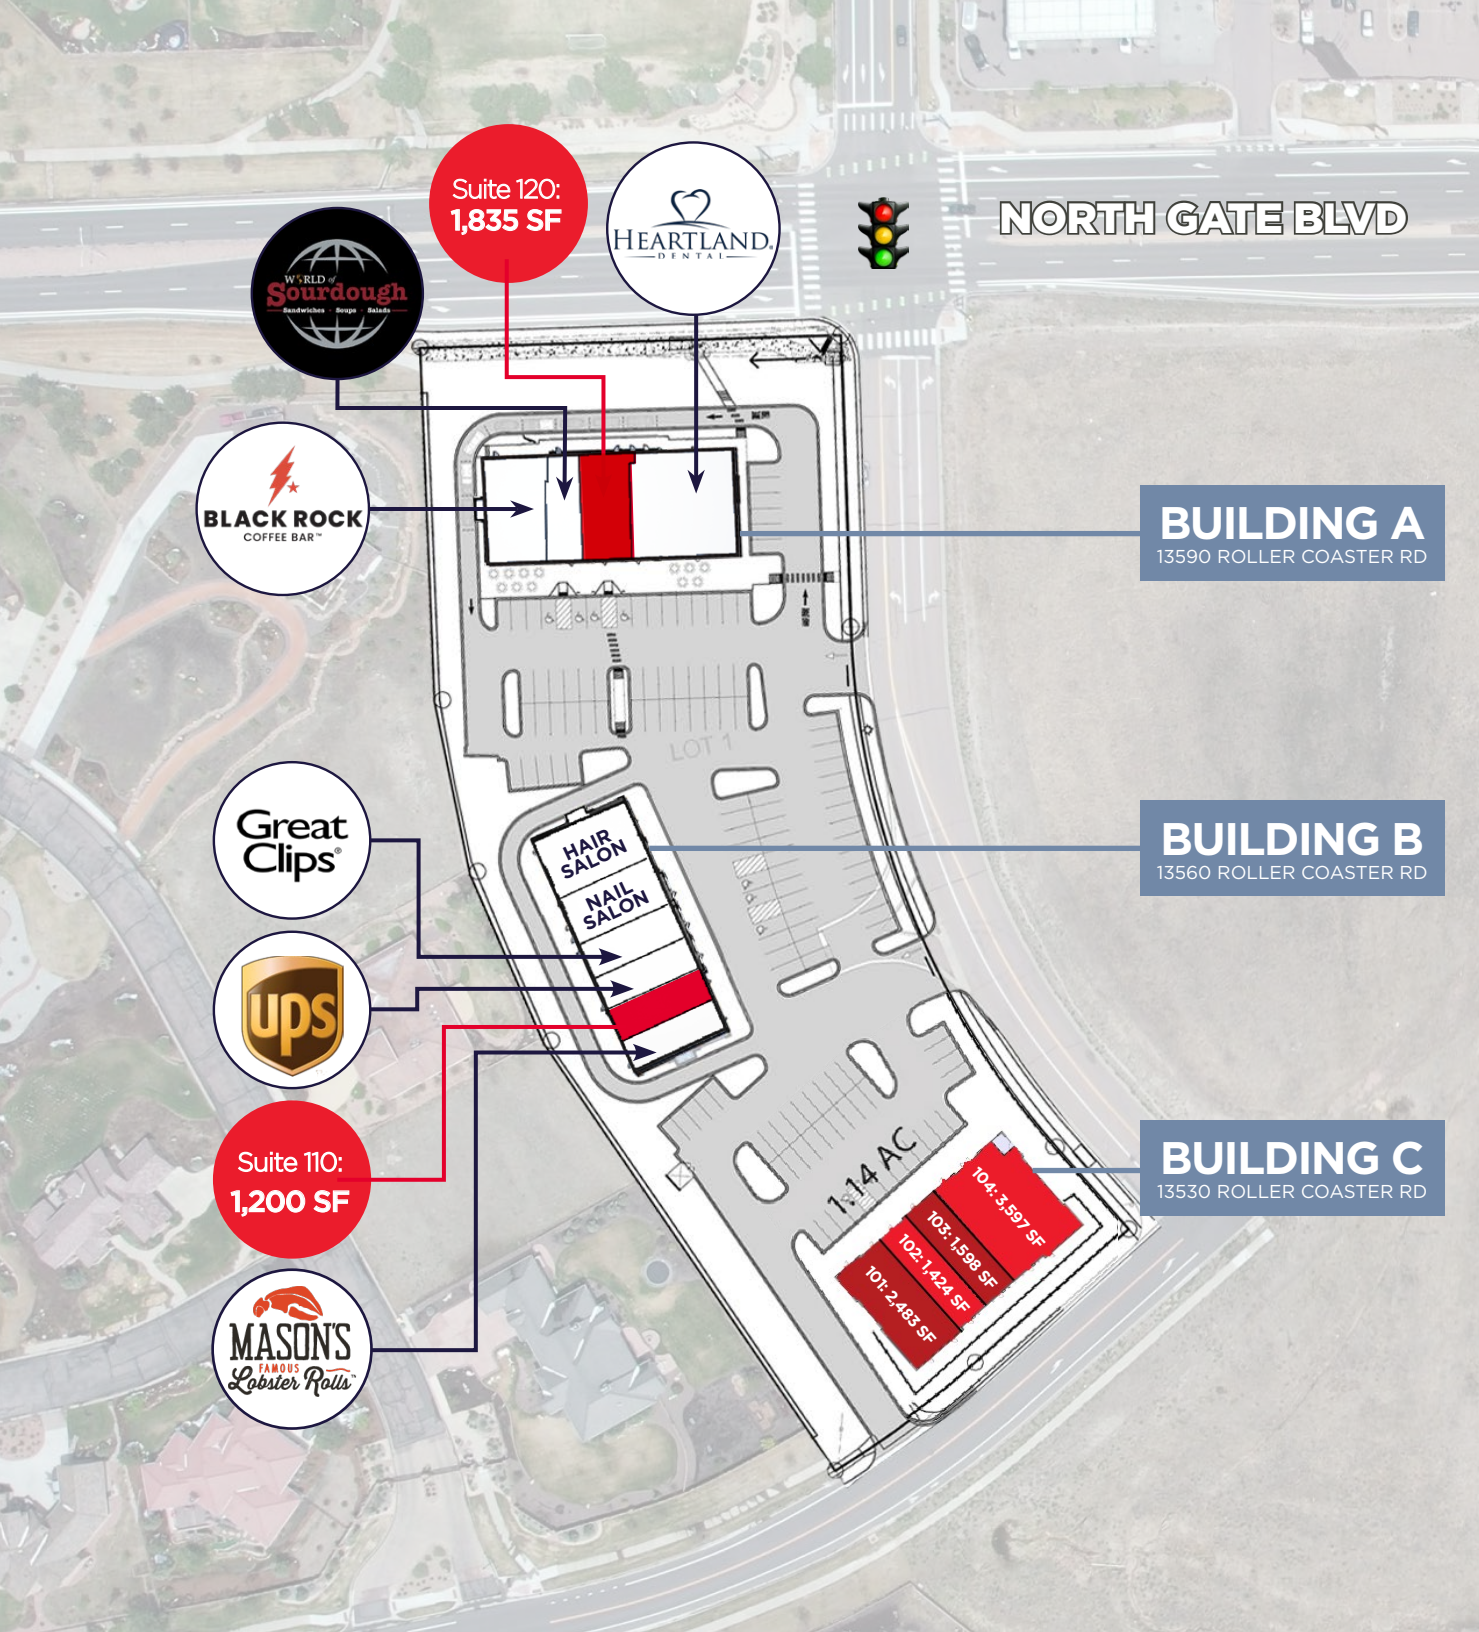 Suite 120:
1,835 SF
HEARTLAND®
DENTAL
NORTH GATE BLVD
WORLD of
Sourdough
Sandwiches · Soups · Salads
BLACK ROCK
COFFEE BAR™
BUILDING A
13590 ROLLER COASTER RD
LOT 1
Great
Clips®
HAIR
SALON
NAIL
SALON
BUILDING B
13560 ROLLER COASTER RD
ups
Suite 110:
1,200 SF
1.14 AC
BUILDING C
13530 ROLLER COASTER RD
104: 3,597 SF
103: 1,598 SF
102: 1,424 SF
101: 2,483 SF
MASON'S
FAMOUS
Lobster Rolls™